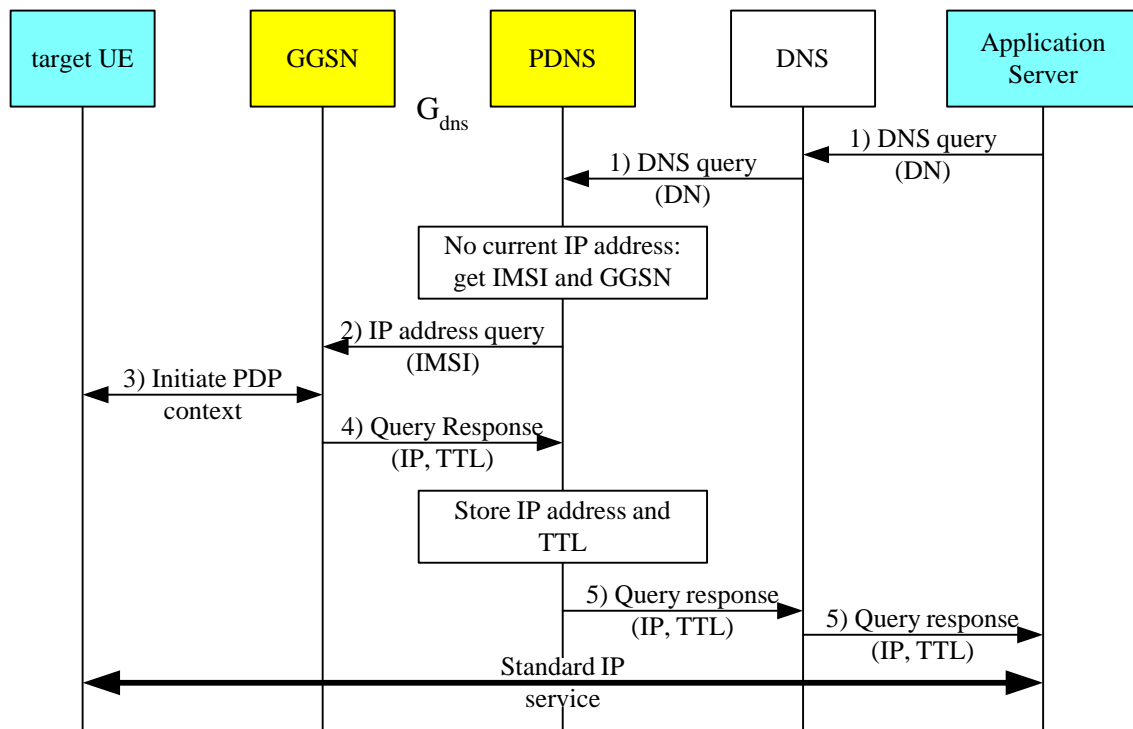 target UE
GGSN
PDNS
DNS
Application
Server
Gdns
1) DNS query
(DN)
1) DNS query
(DN)
No current IP address:
get IMSI and GGSN
2) IP address query
(IMSI)
3) Initiate PDP
context
4) Query Response
(IP, TTL)
Store IP address and
TTL
5) Query response
(IP, TTL)
5) Query response
(IP, TTL)
Standard IP
service